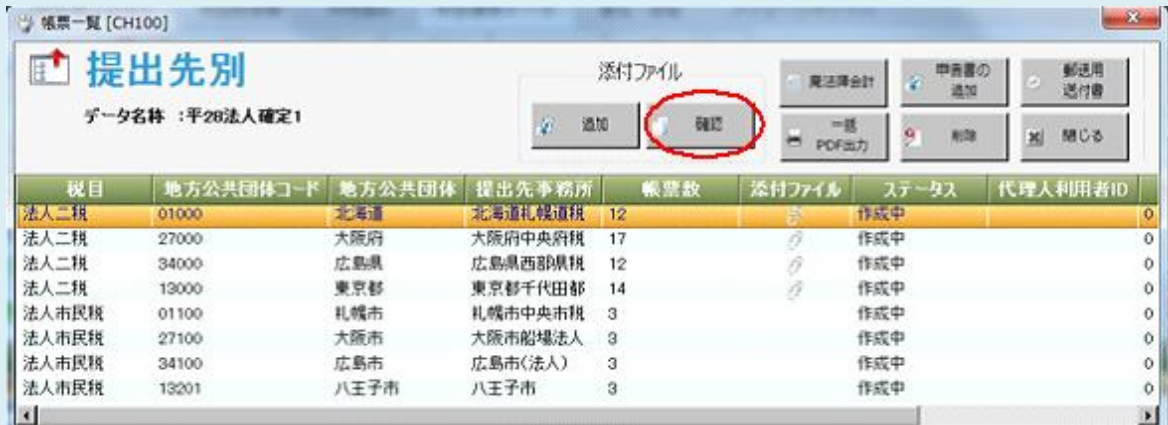 帳票一覧 [CH100]
提出先別
データ名称 :平28法人確定1
添付ファイル
追加
確認
魔法陣会計
申告書の
追加
郵送用
送付書
一括
PDF出力
削除
閉じる
税目 地方公共団体コード 地方公共団体 提出先事務所 帳票数 添付ファイル ステータス 代理人利用者ID
法人二税 01000 北海道 北海道札幌道税 12 作成中 0
法人二税 27000 大阪府 大阪府中央府税 17 作成中 0
法人二税 34000 広島県 広島県西部県税 12 作成中 0
法人二税 13000 東京都 東京都千代田都 14 作成中 0
法人市民税 01100 札幌市 札幌市中央市税 3 作成中 0
法人市民税 27100 大阪市 大阪市船場法人 3 作成中 0
法人市民税 34100 広島市 広島市(法人) 3 作成中 0
法人市民税 13201 八王子市 八王子市 3 作成中 0